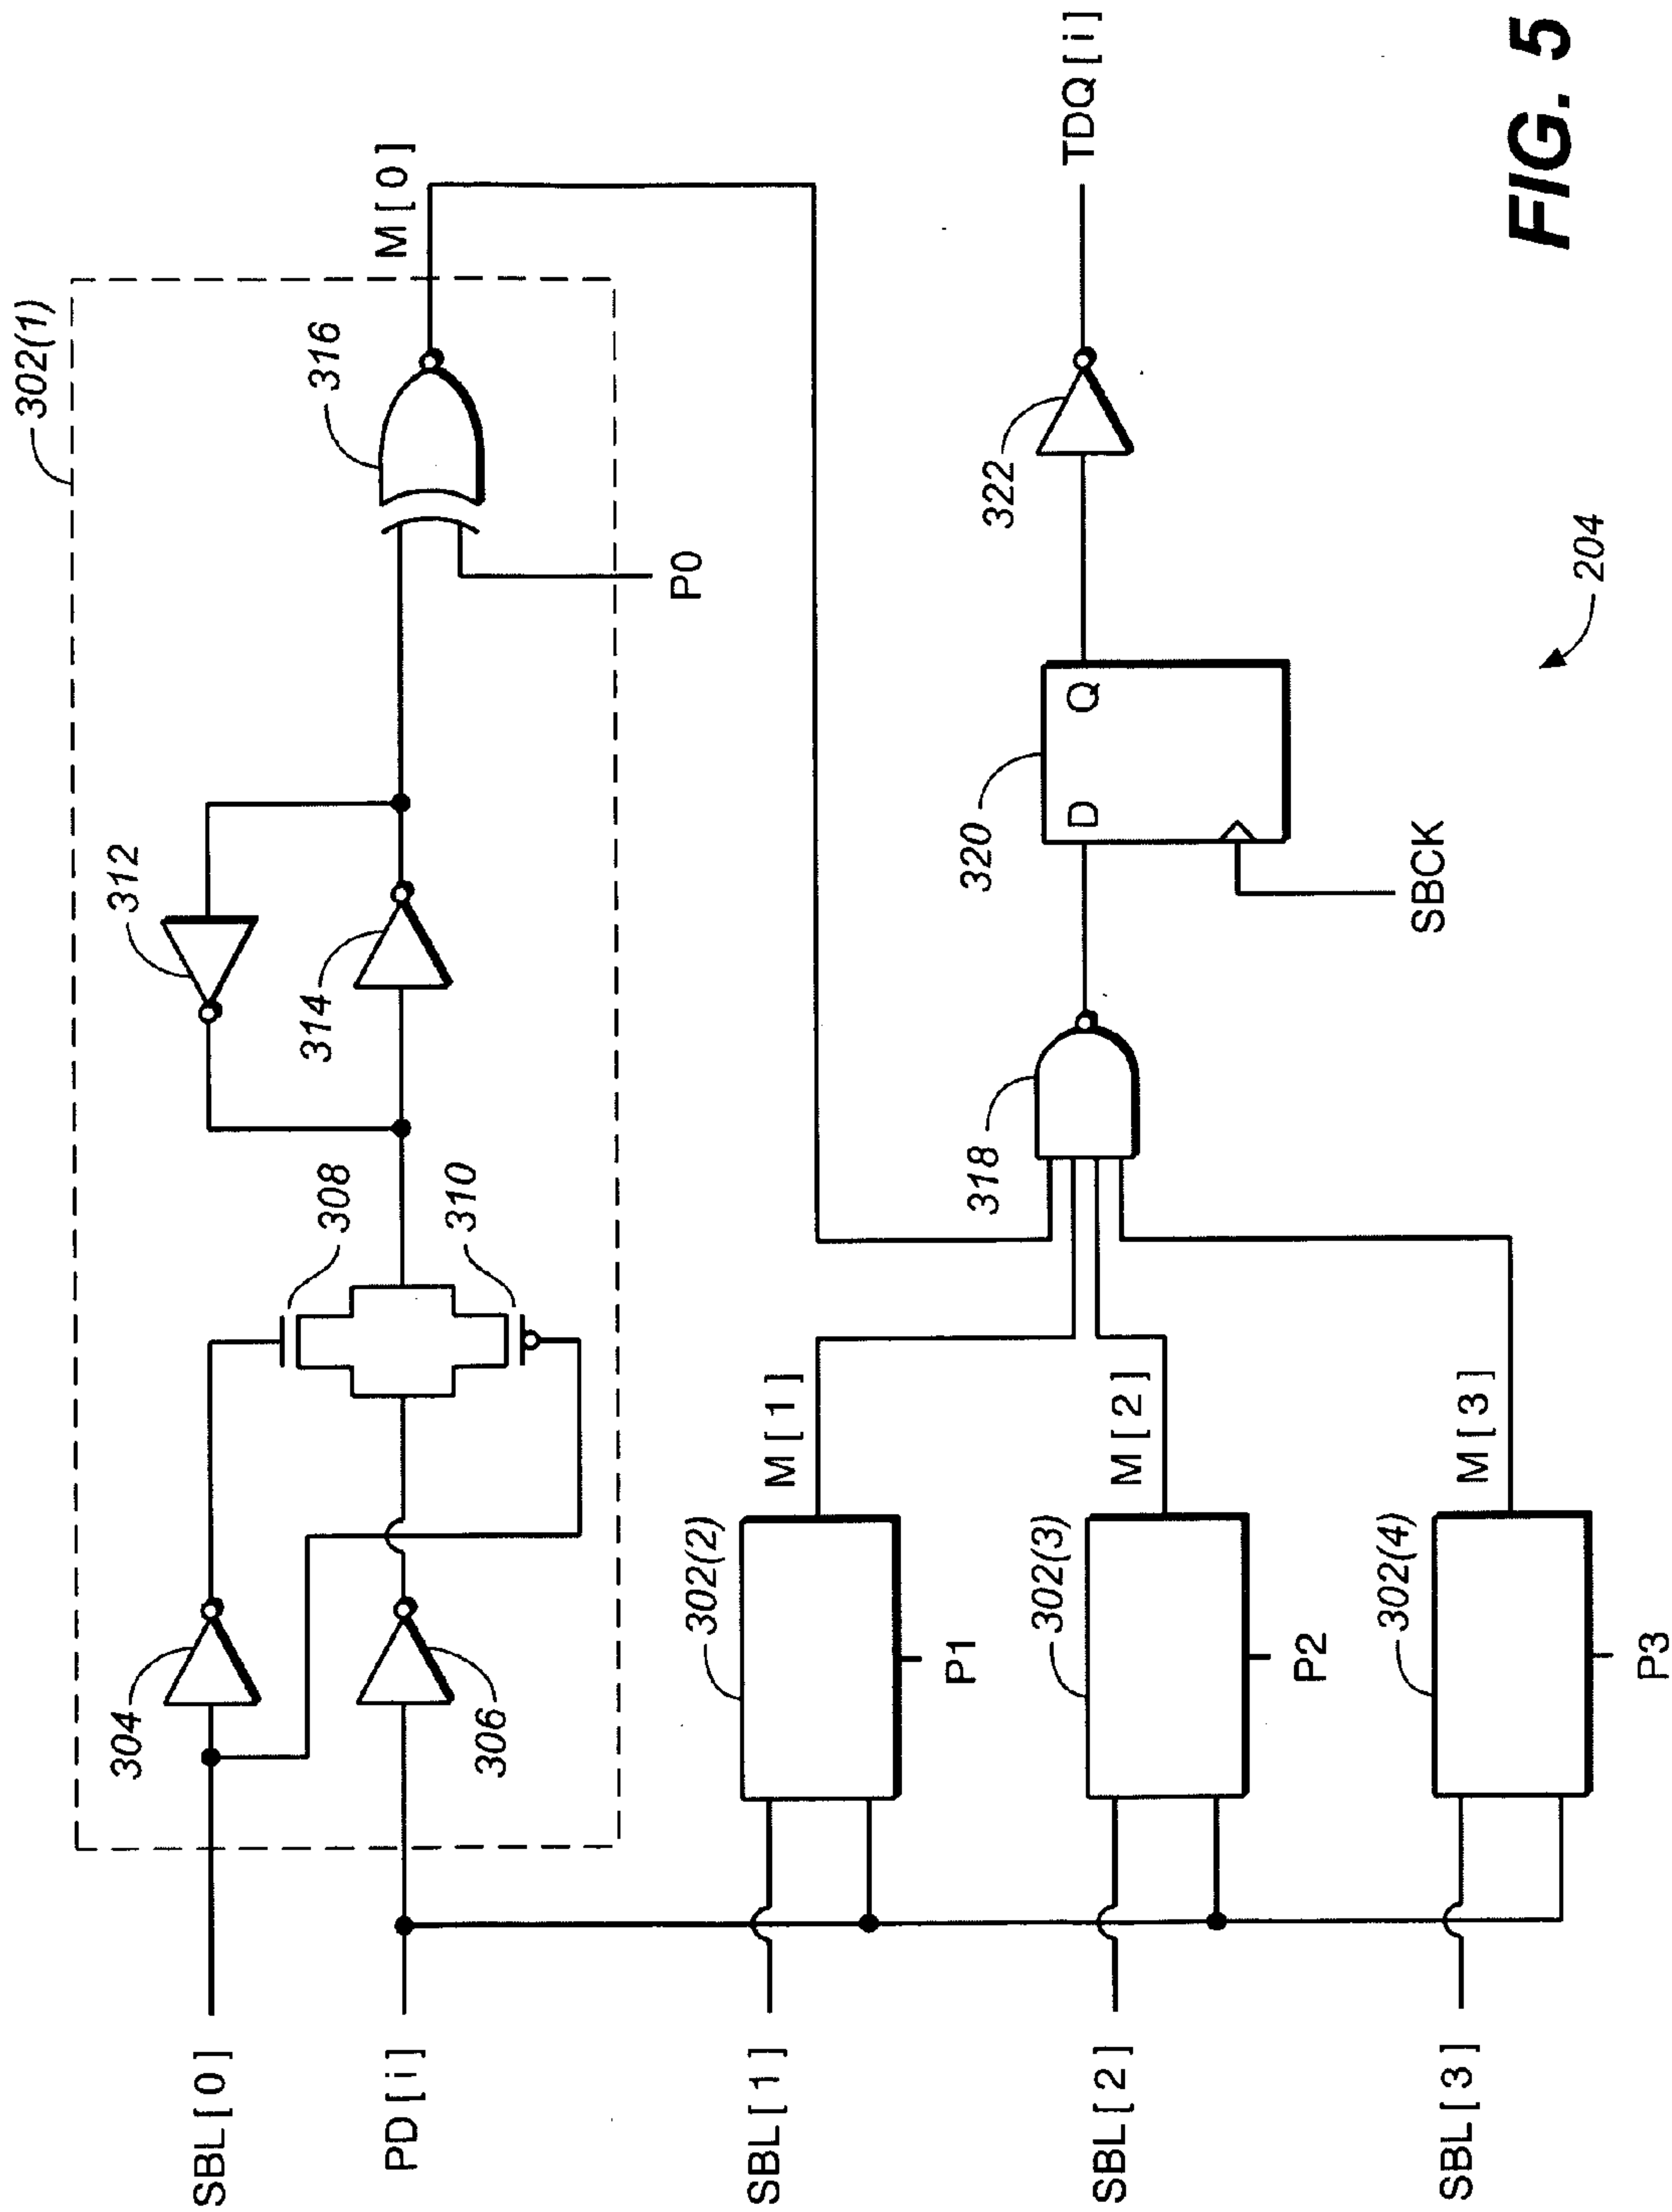 302(1)
SBL[0]
304
308
312
PD[i]
306
310
314
316
M[0]
P0
SBL[1]
302(2)
P1
M[1]
SBL[2]
302(3)
P2
M[2]
SBL[3]
302(4)
P3
M[3]
318
320
D
Q
SBCK
322
TDQ[i]
204
FIG. 5